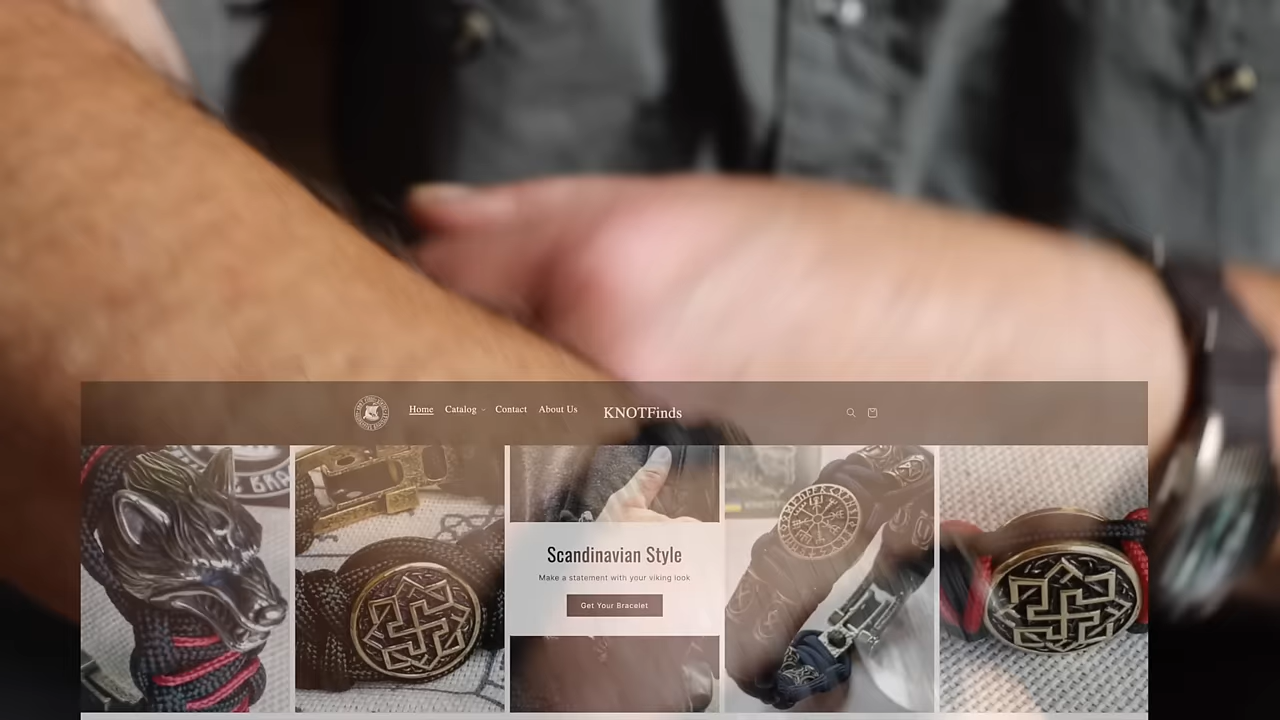 Home Catalog Contact About Us KNOTFinds
Scandinavian Style
Make a statement with your viking look
Get Your Bracelet